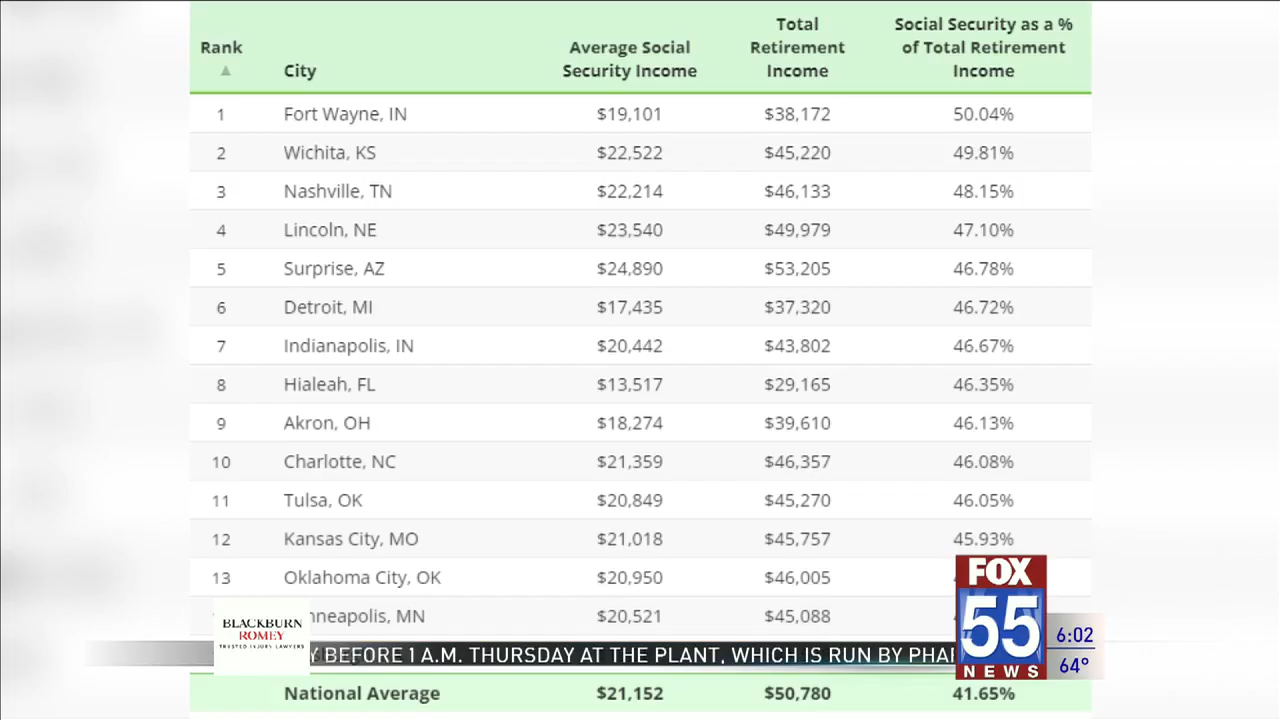 Rank City Average Social Security Income Total Retirement Income Social Security as a % of Total Retirement Income
1 Fort Wayne, IN $19,101 $38,172 50.04%
2 Wichita, KS $22,522 $45,220 49.81%
3 Nashville, TN $22,214 $46,133 48.15%
4 Lincoln, NE $23,540 $49,979 47.10%
5 Surprise, AZ $24,890 $53,205 46.78%
6 Detroit, MI $17,435 $37,320 46.72%
7 Indianapolis, IN $20,442 $43,802 46.67%
8 Hialeah, FL $13,517 $29,165 46.35%
9 Akron, OH $18,274 $39,610 46.13%
10 Charlotte, NC $21,359 $46,357 46.08%
11 Tulsa, OK $20,849 $45,270 46.05%
12 Kansas City, MO $21,018 $45,757 45.93%
13 Oklahoma City, OK $20,950 $46,005
nneapolis, MN $20,521 $45,088
BLACKBURN
ROMEY
TRUSTED INJURY LAWYERS
Y BEFORE 1 A.M. THURSDAY AT THE PLANT, WHICH IS RUN BY PHA
FOX
55
NEWS
6:02
64°
National Average $21,152 $50,780 41.65%